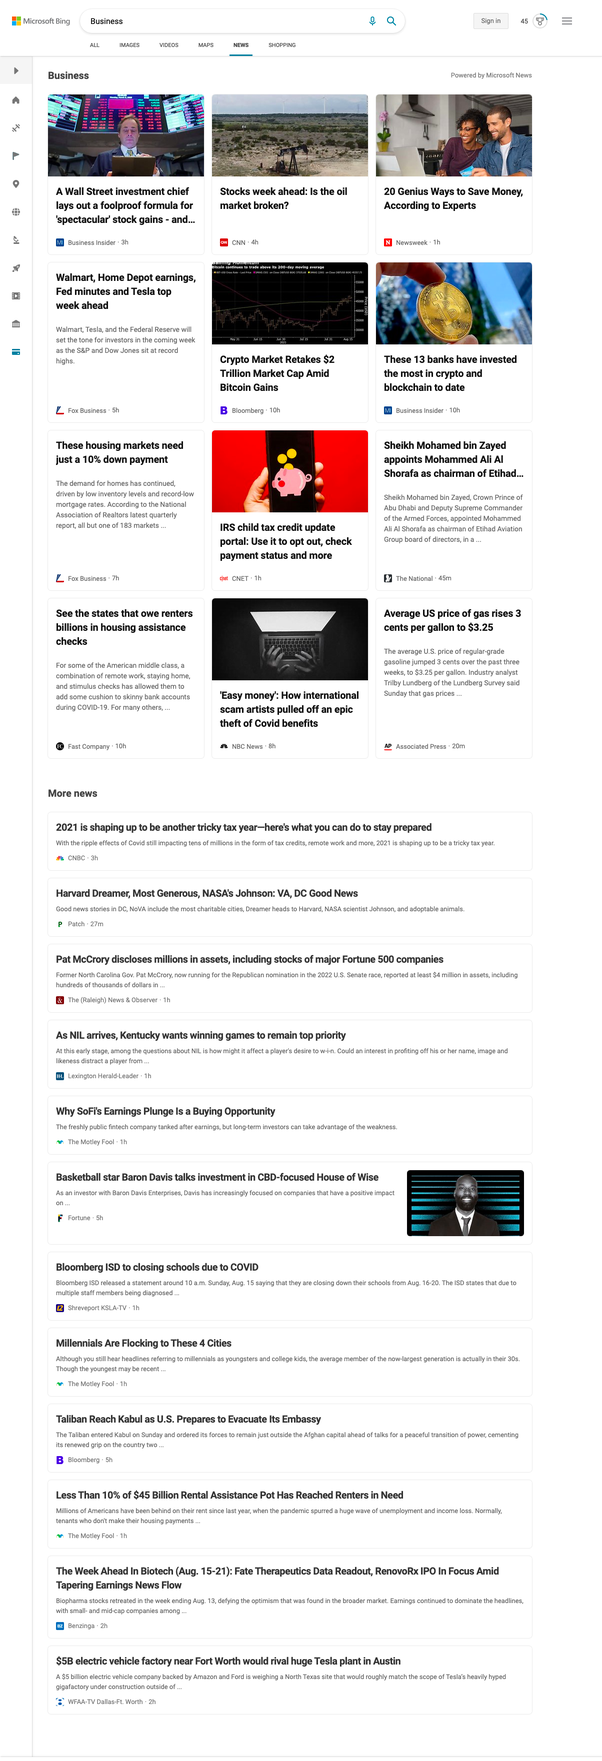 Microsoft Bing
Business
Sign in
45
ALL IMAGES VIDEOS MAPS NEWS SHOPPING
Business
Powered by Microsoft News
A Wall Street investment chief
lays out a foolproof formula for
'spectacular' stock gains - and...
Business Insider · 3h
Stocks week ahead: Is the oil
market broken?
CNN · 4h
20 Genius Ways to Save Money,
According to Experts
Newsweek · 1h
Walmart, Home Depot earnings,
Fed minutes and Tesla top
week ahead
Walmart, Tesla, and the Federal Reserve will
set the tone for investors in the coming week
as the S&P and Dow Jones sit at record
highs.
Fox Business · 5h
Crypto Market Retakes $2
Trillion Market Cap Amid
Bitcoin Gains
Bloomberg · 10h
These 13 banks have invested
the most in crypto and
blockchain to date
Business Insider · 10h
These housing markets need
just a 10% down payment
The demand for homes has continued,
driven by low inventory levels and record-low
mortgage rates. According to the National
Association of Realtors latest quarterly
report, all but one of 183 markets ...
Fox Business · 7h
IRS child tax credit update
portal: Use it to opt out, check
payment status and more
CNET · 1h
Sheikh Mohamed bin Zayed
appoints Mohammed Ali Al
Shorafa as chairman of Etihad...
Sheikh Mohamed bin Zayed, Crown Prince of
Abu Dhabi and Deputy Supreme Commander
of the Armed Forces, appointed Mohammed
Ali Al Shorafa as chairman of Etihad Aviation
Group board of directors, in a ...
The National · 45m
See the states that owe renters
billions in housing assistance
checks
For some of the American middle class, a
combination of remote work, staying home,
and stimulus checks has allowed them to
add some cushion to skinny bank accounts
during COVID-19. For many others, ...
Fast Company · 10h
'Easy money': How international
scam artists pulled off an epic
theft of Covid benefits
NBC News · 8h
Average US price of gas rises 3
cents per gallon to $3.25
The average U.S. price of regular-grade
gasoline jumped 3 cents over the past three
weeks, to $3.25 per gallon. Industry analyst
Trilby Lundberg of the Lundberg Survey said
Sunday that gas prices ...
Associated Press · 20m
More news
2021 is shaping up to be another tricky tax year—here's what you can do to stay prepared
With the ripple effects of Covid still impacting tens of millions in the form of tax credits, remote work and more, 2021 is shaping up to be a tricky tax year.
CNBC · 3h
Harvard Dreamer, Most Generous, NASA's Johnson: VA, DC Good News
Good news stories in DC, NoVA include the most charitable cities, Dreamer heads to Harvard, NASA scientist Johnson, and adoptable animals.
Patch · 27m
Pat McCrory discloses millions in assets, including stocks of major Fortune 500 companies
Former North Carolina Gov. Pat McCrory, now running for the Republican nomination in the 2022 U.S. Senate race, reported at least $4 million in assets, including
hundreds of thousands of dollars in ...
The (Raleigh) News & Observer · 1h
As NIL arrives, Kentucky wants winning games to remain top priority
At this early stage, among the questions about NIL is how might it affect a player's desire to w-i-n. Could an interest in profiting off his or her name, image and
likeness distract a player from ...
Lexington Herald-Leader · 1h
Why SoFi's Earnings Plunge Is a Buying Opportunity
The freshly public fintech company tanked after earnings, but long-term investors can take advantage of the weakness.
The Motley Fool · 1h
Basketball star Baron Davis talks investment in CBD-focused House of Wise
As an investor with Baron Davis Enterprises, Davis has increasingly focused on companies that have a positive impact
on ...
Fortune · 5h
Bloomberg ISD to closing schools due to COVID
Bloomberg ISD released a statement around 10 a.m. Sunday, Aug. 15 saying that they are closing down their schools from Aug. 16-20. The ISD states that due to
multiple staff members being diagnosed ...
Shreveport KSLA-TV · 1h
Millennials Are Flocking to These 4 Cities
Although you still hear headlines referring to millennials as youngsters and college kids, the average member of the now-largest generation is actually in their 30s.
Though the youngest may be recent ...
The Motley Fool · 1h
Taliban Reach Kabul as U.S. Prepares to Evacuate Its Embassy
The Taliban entered Kabul on Sunday and ordered its forces to remain just outside the Afghan capital ahead of talks for a peaceful transition of power, cementing
its renewed grip on the country two ...
Bloomberg · 5h
Less Than 10% of $45 Billion Rental Assistance Pot Has Reached Renters in Need
Millions of Americans have been behind on their rent since last year, when the pandemic spurred a huge wave of unemployment and income loss. Normally,
tenants who don't make their housing payments ...
The Motley Fool · 1h
The Week Ahead In Biotech (Aug. 15-21): Fate Therapeutics Data Readout, RenovoRx IPO In Focus Amid
Tapering Earnings News Flow
Biopharma stocks retreated in the week ending Aug. 13, defying the optimism that was found in the broader market. Earnings continued to dominate the headlines,
with small- and mid-cap companies among ...
Benzinga · 2h
$5B electric vehicle factory near Fort Worth would rival huge Tesla plant in Austin
A $5 billion electric vehicle company backed by Amazon and Ford is weighing a North Texas site that would roughly match the scope of Tesla's heavily hyped
gigafactory under construction outside of ...
WFAA-TV Dallas-Ft. Worth · 2h